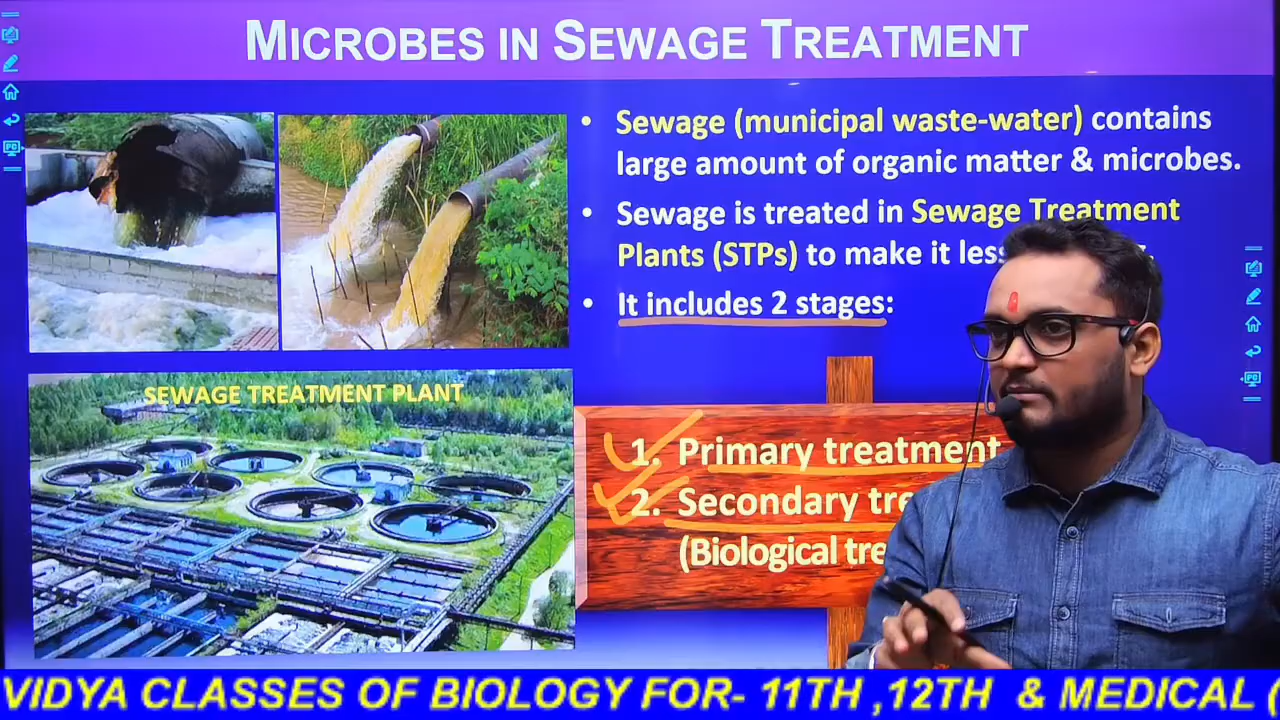 MICROBES IN SEWAGE TREATMENT
• Sewage (municipal waste-water) contains
large amount of organic matter & microbes.
• Sewage is treated in Sewage Treatment
Plants (STPs) to make it less
• It includes 2 stages:
SEWAGE TREATMENT PLANT
1. Primary treatment
2. Secondary
(Biological
PC
PC
VIDYA CLASSES OF BIOLOGY FOR- 11TH ,12TH & MEDICAL (